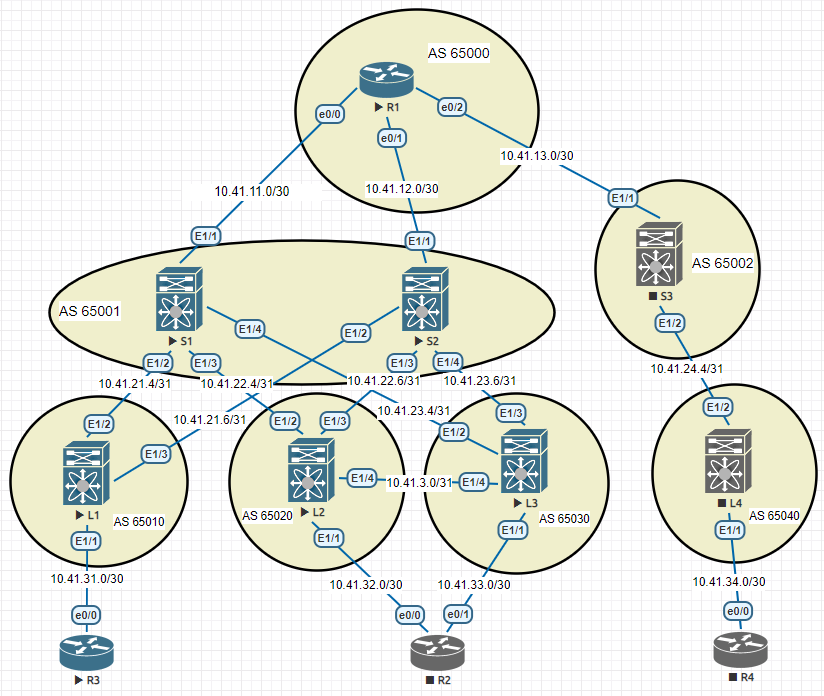 AS 65000
R1
e0/0
e0/2
e0/1
10.41.13.0/30
10.41.11.0/30
10.41.12.0/30
E1/1
E1/1
E1/1
AS 65002
S3
AS 65001
S1
S2
E1/4
E1/2
E1/2
E1/2
E1/3
E1/3
E1/4
10.41.24.4/31
10.41.21.4/31
10.41.22.4/31
10.41.22.6/31
10.41.23.6/31
10.41.21.6/31
10.41.23.4/31
E1/2
E1/2
E1/3
E1/3
E1/2
E1/2
E1/3
E1/4
10.41.3.0/31
E1/4
L1
L2
L3
L4
AS 65010
AS 65020
AS 65030
AS 65040
E1/1
E1/1
E1/1
E1/1
10.41.31.0/30
10.41.32.0/30
10.41.33.0/30
10.41.34.0/30
e0/0
e0/0
e0/1
e0/0
R3
R2
R4